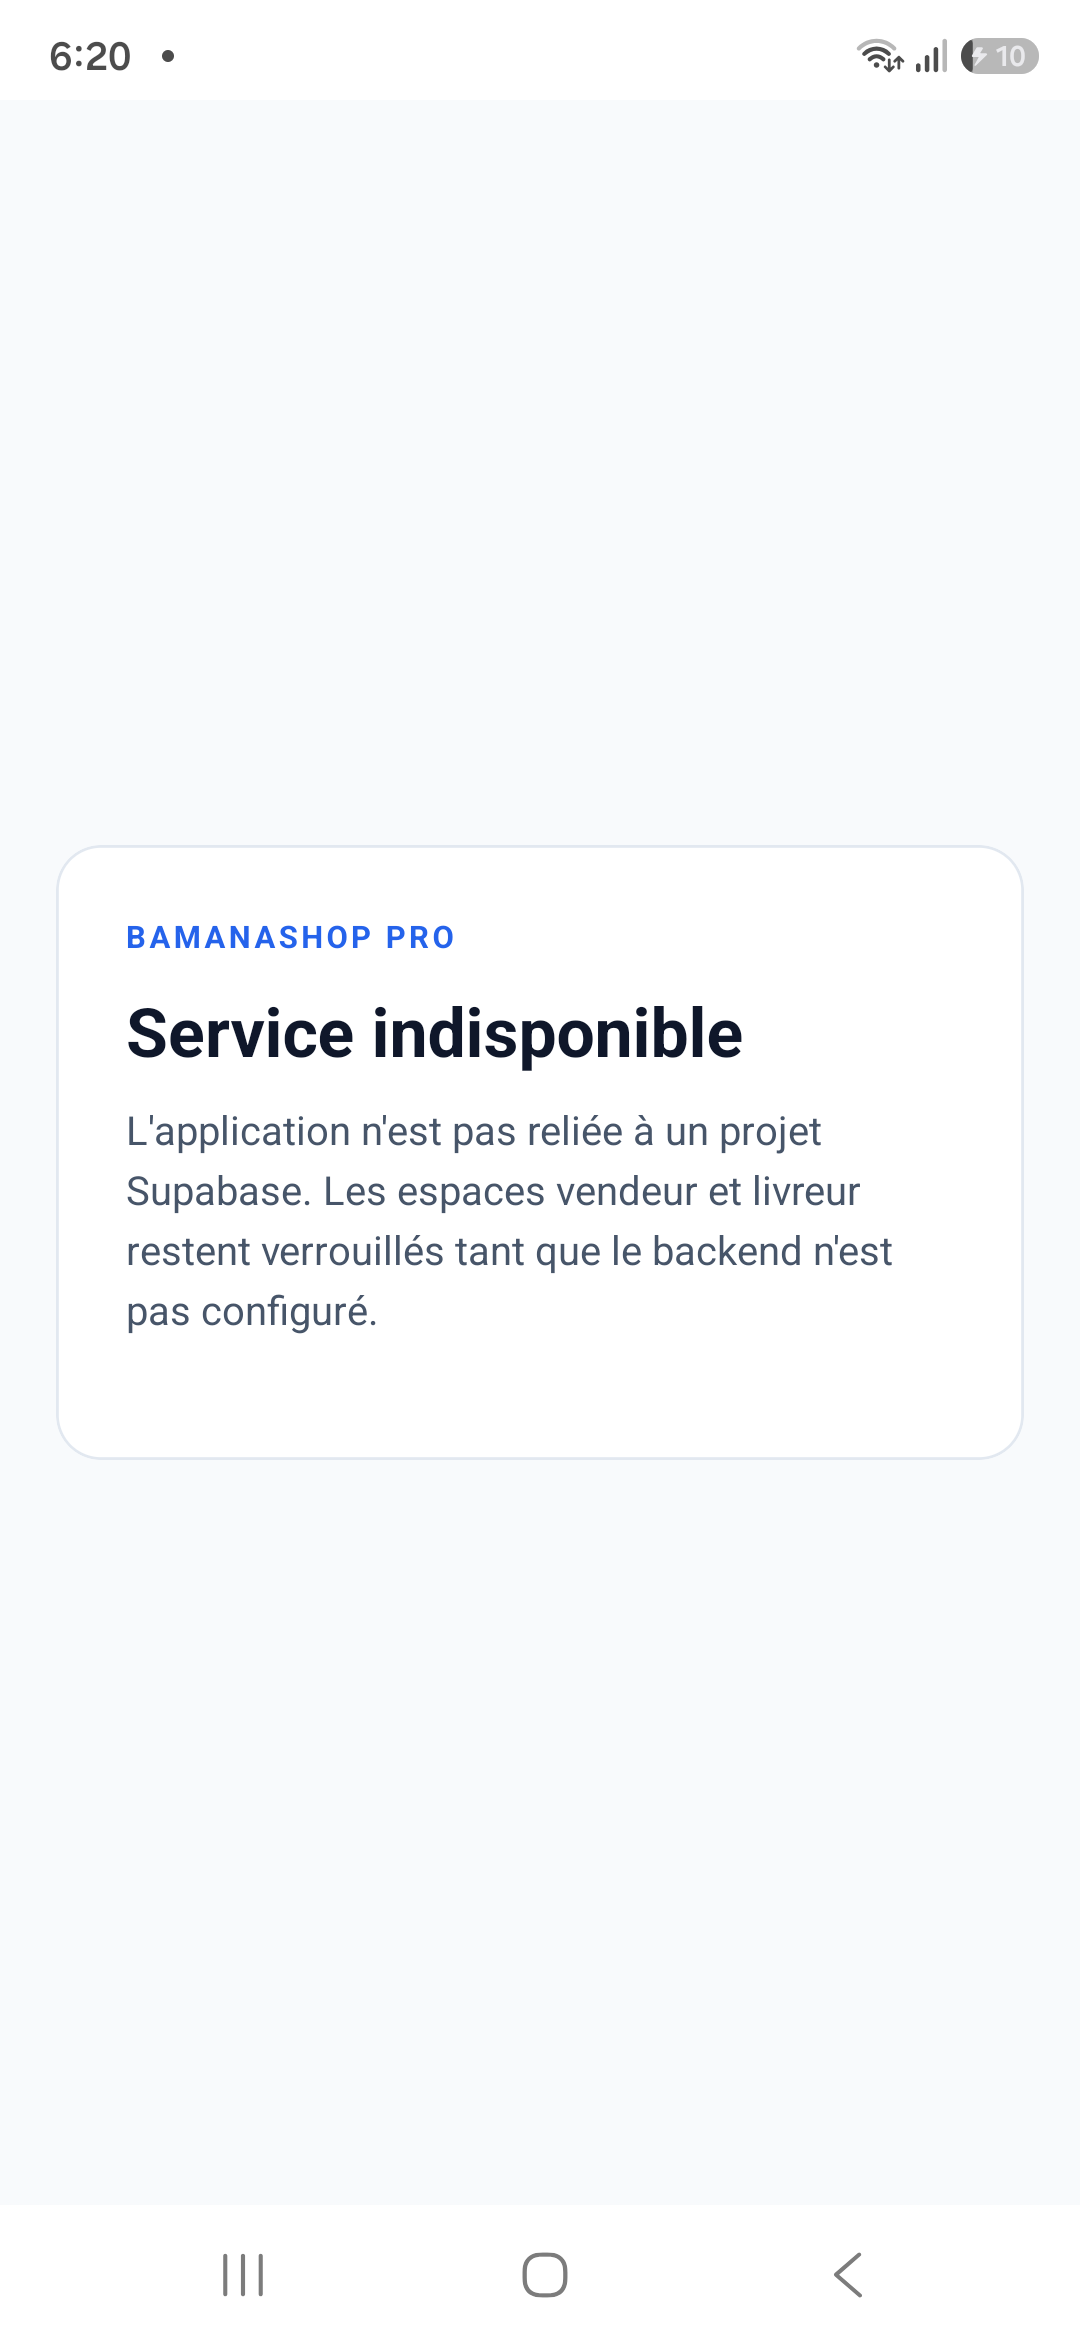 6:20
10
BAMANASHOP PRO
Service indisponible
L'application n'est pas reliée à un projet
Supabase. Les espaces vendeur et livreur
restent verrouillés tant que le backend n'est
pas configuré.